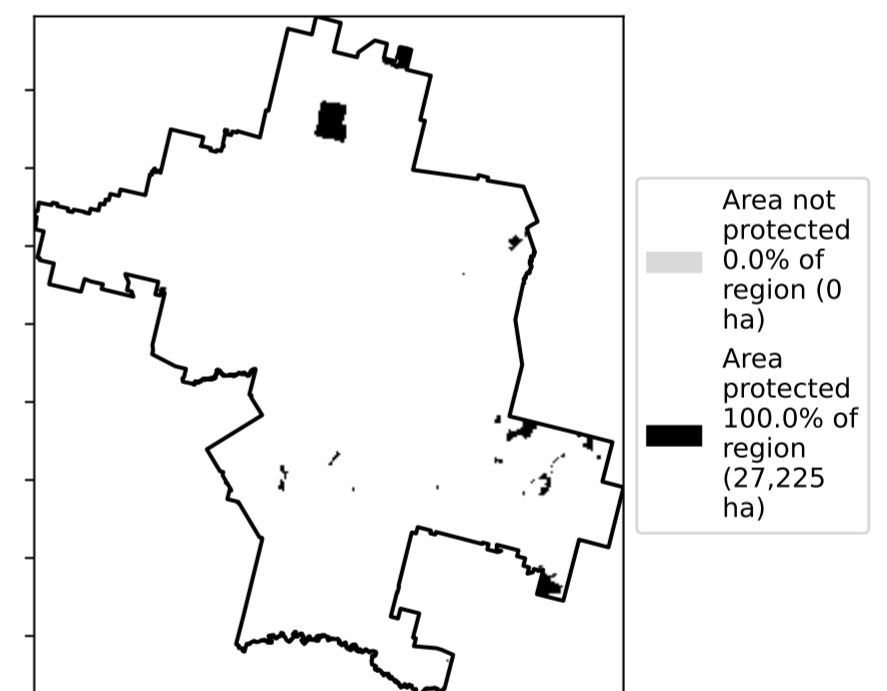 Area not
protected
0.0% of
region (0
ha)
Area
protected
100.0% of
region
(27,225
ha)